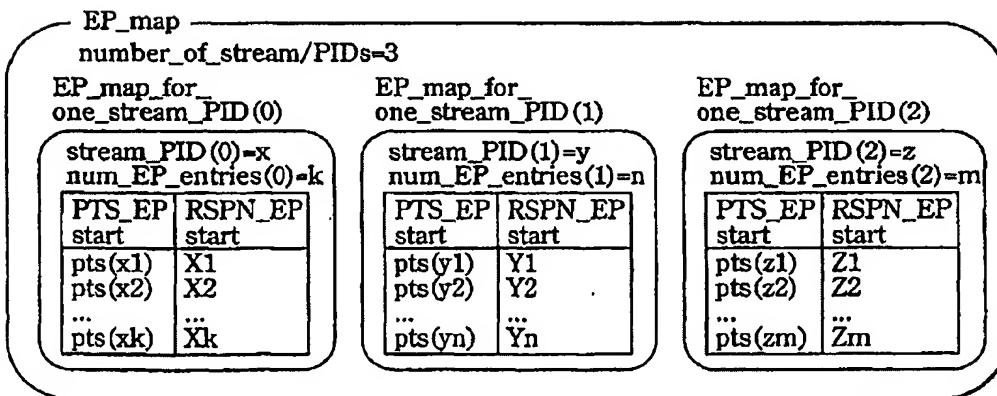 EP_map
number_of_stream/PIDs=3
EP_map_for_
one_stream_PID(0)
stream_PID(0)=x
num_EP_entries(0)=k
PTS_EP RSPN_EP
start start
pts(x1) X1
pts(x2) X2
... ...
pts(xk) Xk
EP_map_for_
one_stream_PID(1)
stream_PID(1)=y
num_EP_entries(1)=n
PTS_EP RSPN_EP
start start
pts(y1) Y1
pts(y2) Y2
... ...
pts(yn) Yn
EP_map_for_
one_stream_PID(2)
stream_PID(2)=z
num_EP_entries(2)=m
PTS_EP RSPN_EP
start start
pts(z1) Z1
pts(z2) Z2
... ...
pts(zm) Zm